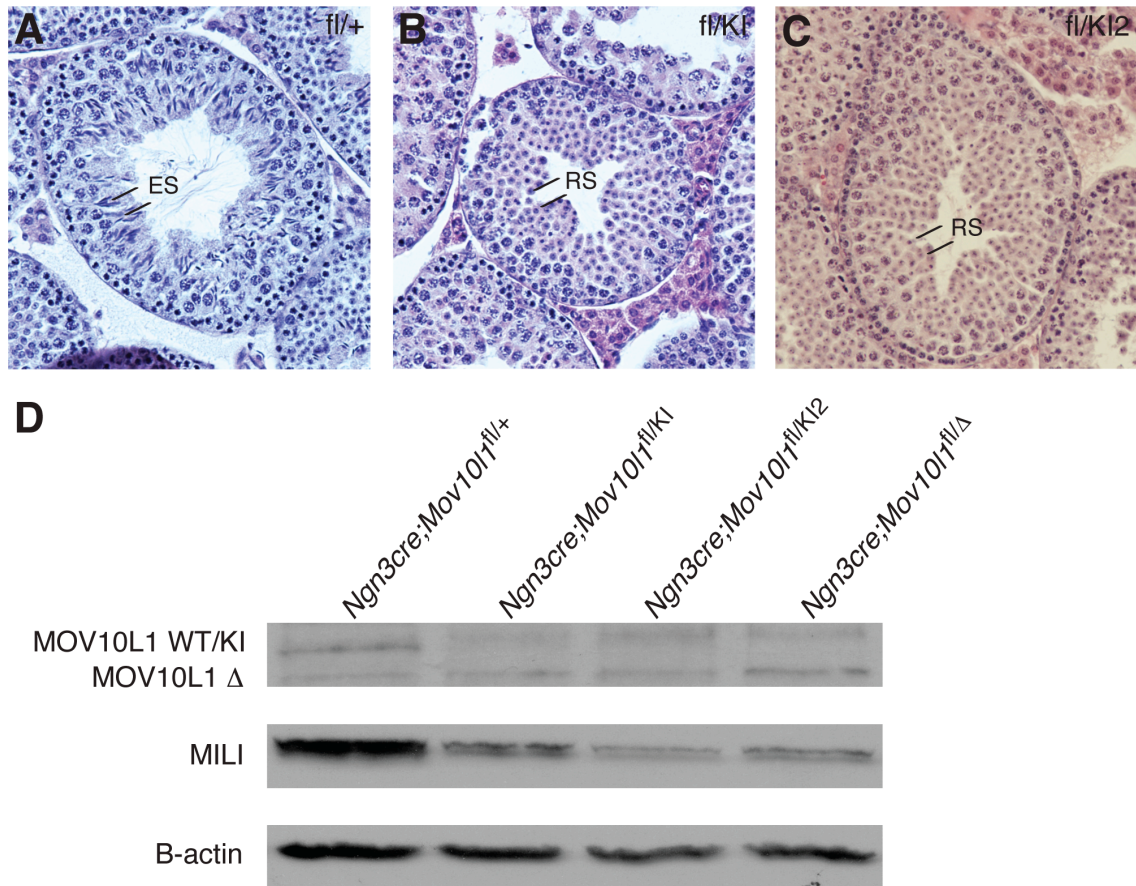 A
fl/+
ES
B
fl/KI
RS
C
fl/KI2
RS
D
Ngn3cre;Mov10l1fl/+
Ngn3cre;Mov10l1fl/KI
Ngn3cre;Mov10l1fl/KI2
Ngn3cre;Mov10l1fl/Δ
MOV10L1 WT/KI
MOV10L1 Δ
MILI
B-actin